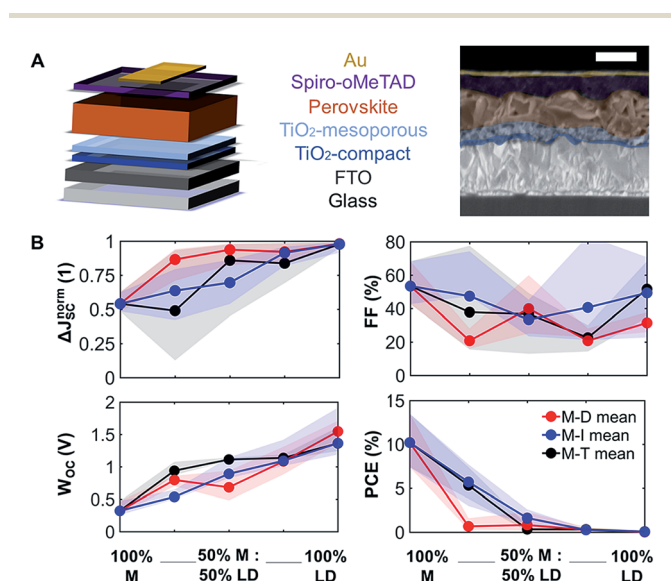 A
Au
Spiro-oMeTAD
Perovskite
TiO2-mesoporous
TiO2-compact
FTO
Glass
B
ΔJSC^norm (1)
1
0.75
0.5
0.25
0
FF (%)
80
60
40
20
0
WOC (V)
2
1.5
1
0.5
0
PCE (%)
15
10
5
0
M-D mean
M-I mean
M-T mean
100% M
50% M : 50% LD
100% LD
100% M
50% M : 50% LD
100% LD